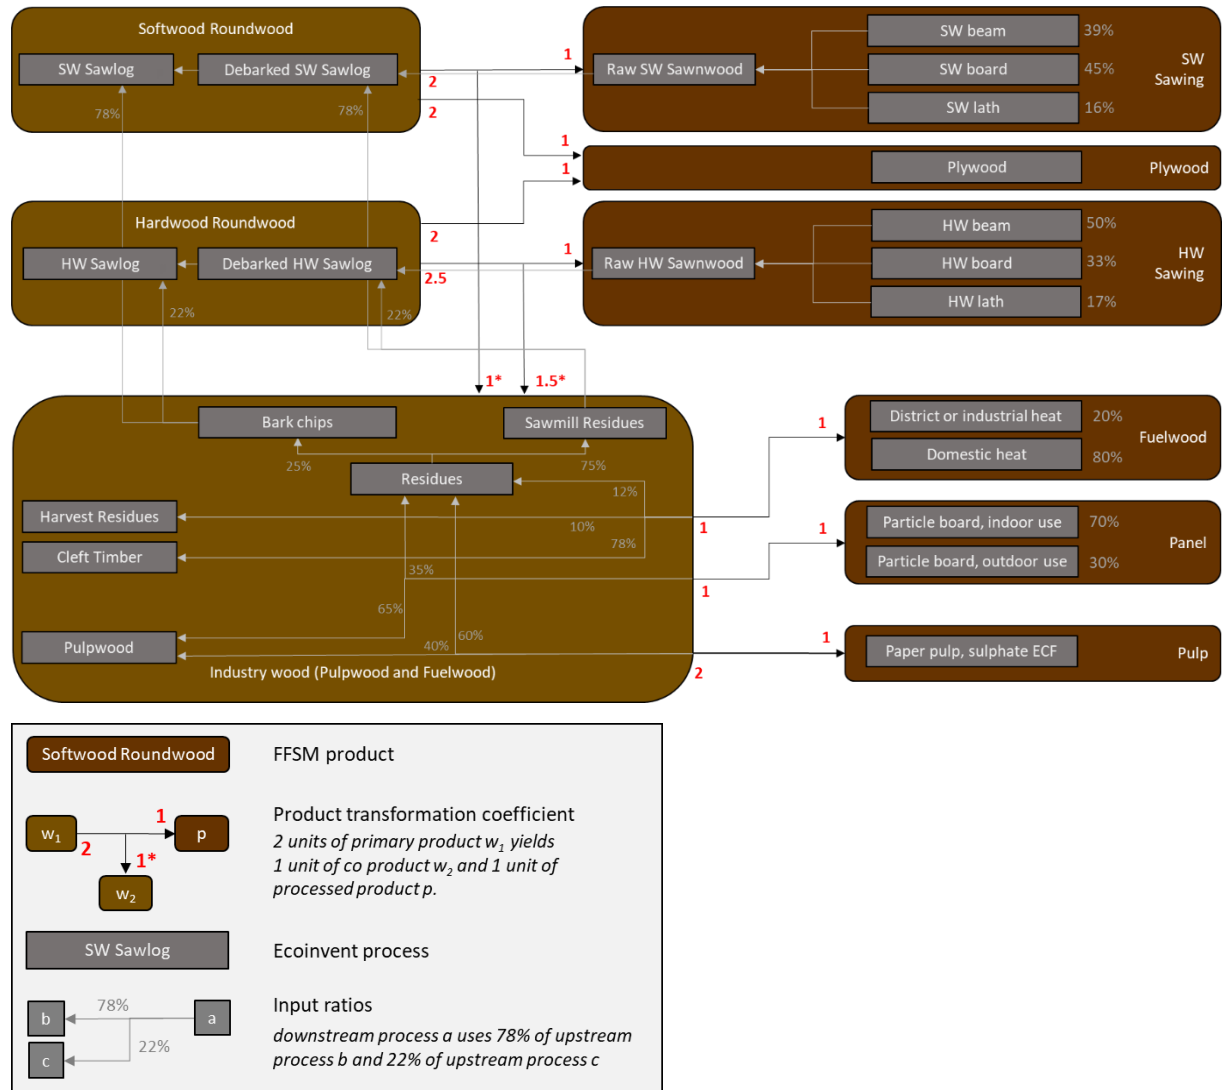 Softwood Roundwood
SW Sawlog
Debarked SW Sawlog
78%
78%
2
2
1
Raw SW Sawnwood
SW beam
39%
SW board
45%
SW lath
16%
SW
Sawing
1
1
Plywood
Plywood
Hardwood Roundwood
HW Sawlog
Debarked HW Sawlog
22%
22%
2
2.5
1
Raw HW Sawnwood
HW beam
50%
HW board
33%
HW lath
17%
HW
Sawing
1*
1.5*
Bark chips
Sawmill Residues
25%
75%
Residues
12%
Harvest Residues
10%
Cleft Timber
78%
35%
65%
Pulpwood
40%
60%
Industry wood (Pulpwood and Fuelwood)
1
1
2
1
District or industrial heat
20%
Domestic heat
80%
Fuelwood
1
Particle board, indoor use
70%
Particle board, outdoor use
30%
Panel
1
Paper pulp, sulphate ECF
Pulp
Softwood Roundwood
FFSM product
w1
2
1
p
1*
w2
Product transformation coefficient
2 units of primary product w1 yields
1 unit of co product w2 and 1 unit of
processed product p.
SW Sawlog
Ecoinvent process
b
78%
a
c
22%
Input ratios
downstream process a uses 78% of upstream
process b and 22% of upstream process c